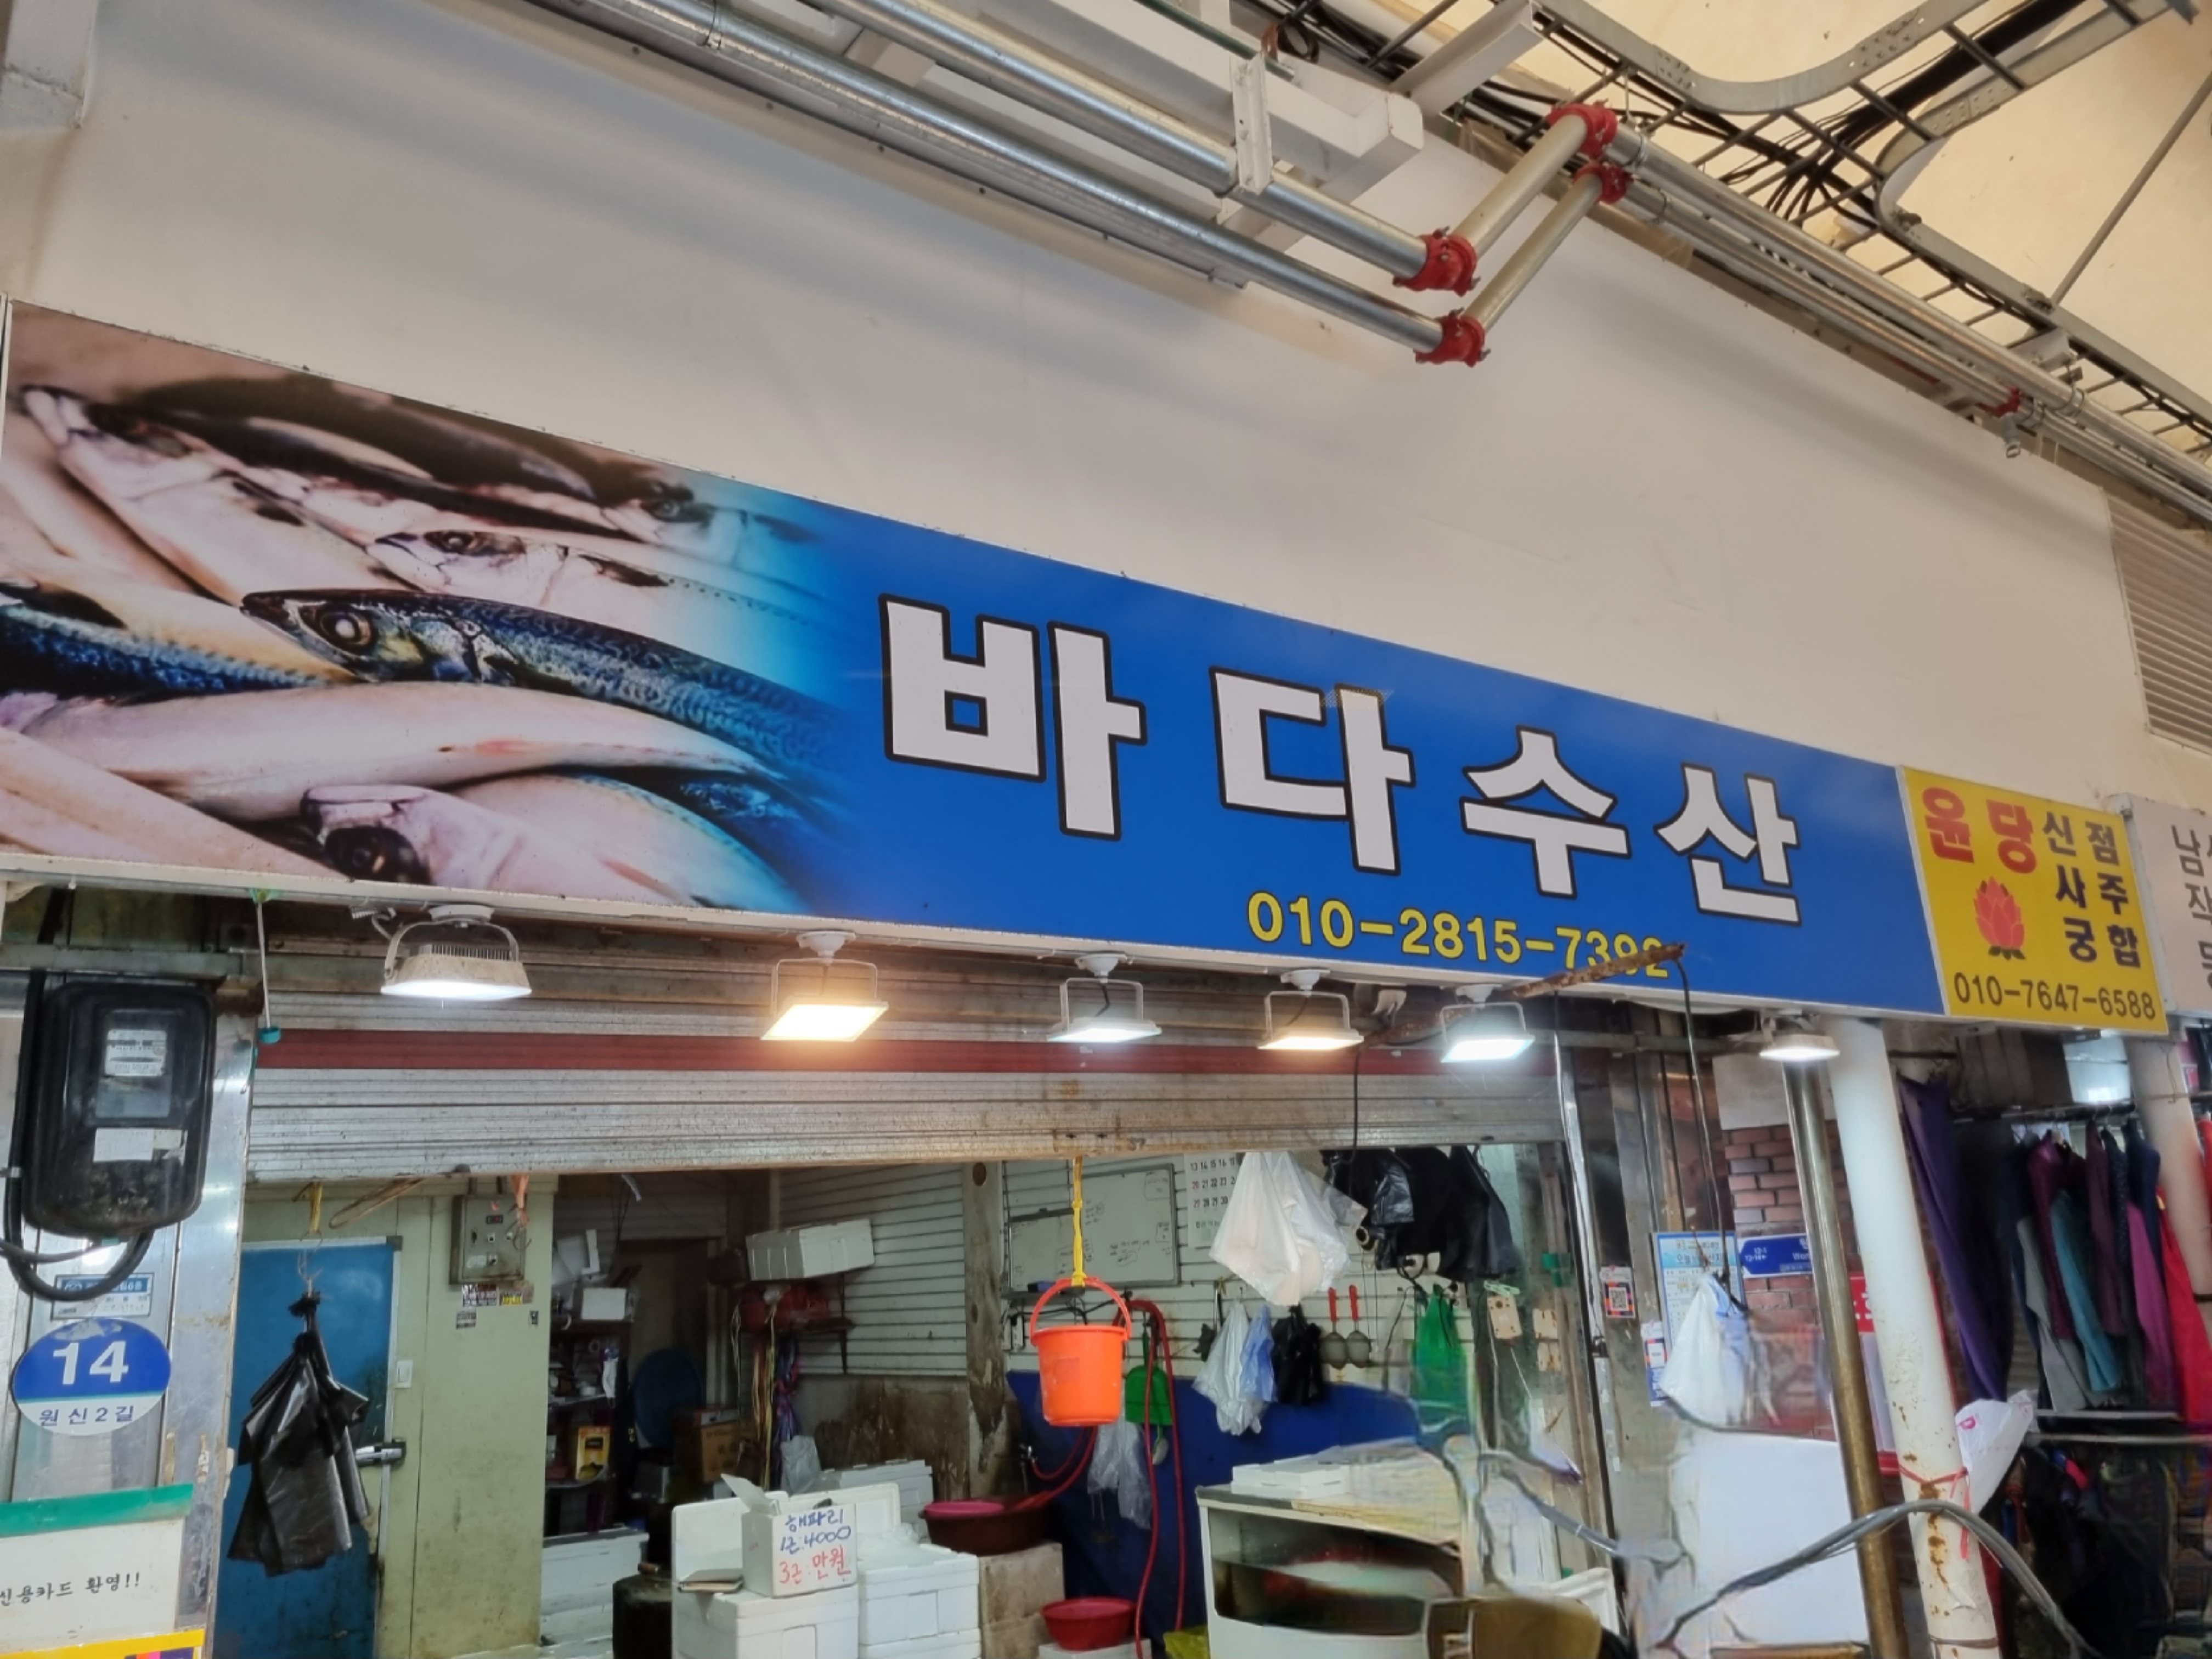 바다수산
010-2815-7392
윤당
신점
사주
궁합
010-7647-6588
14
원신2길
신용카드 환영!!
해파리
1근.4000
3근 만원